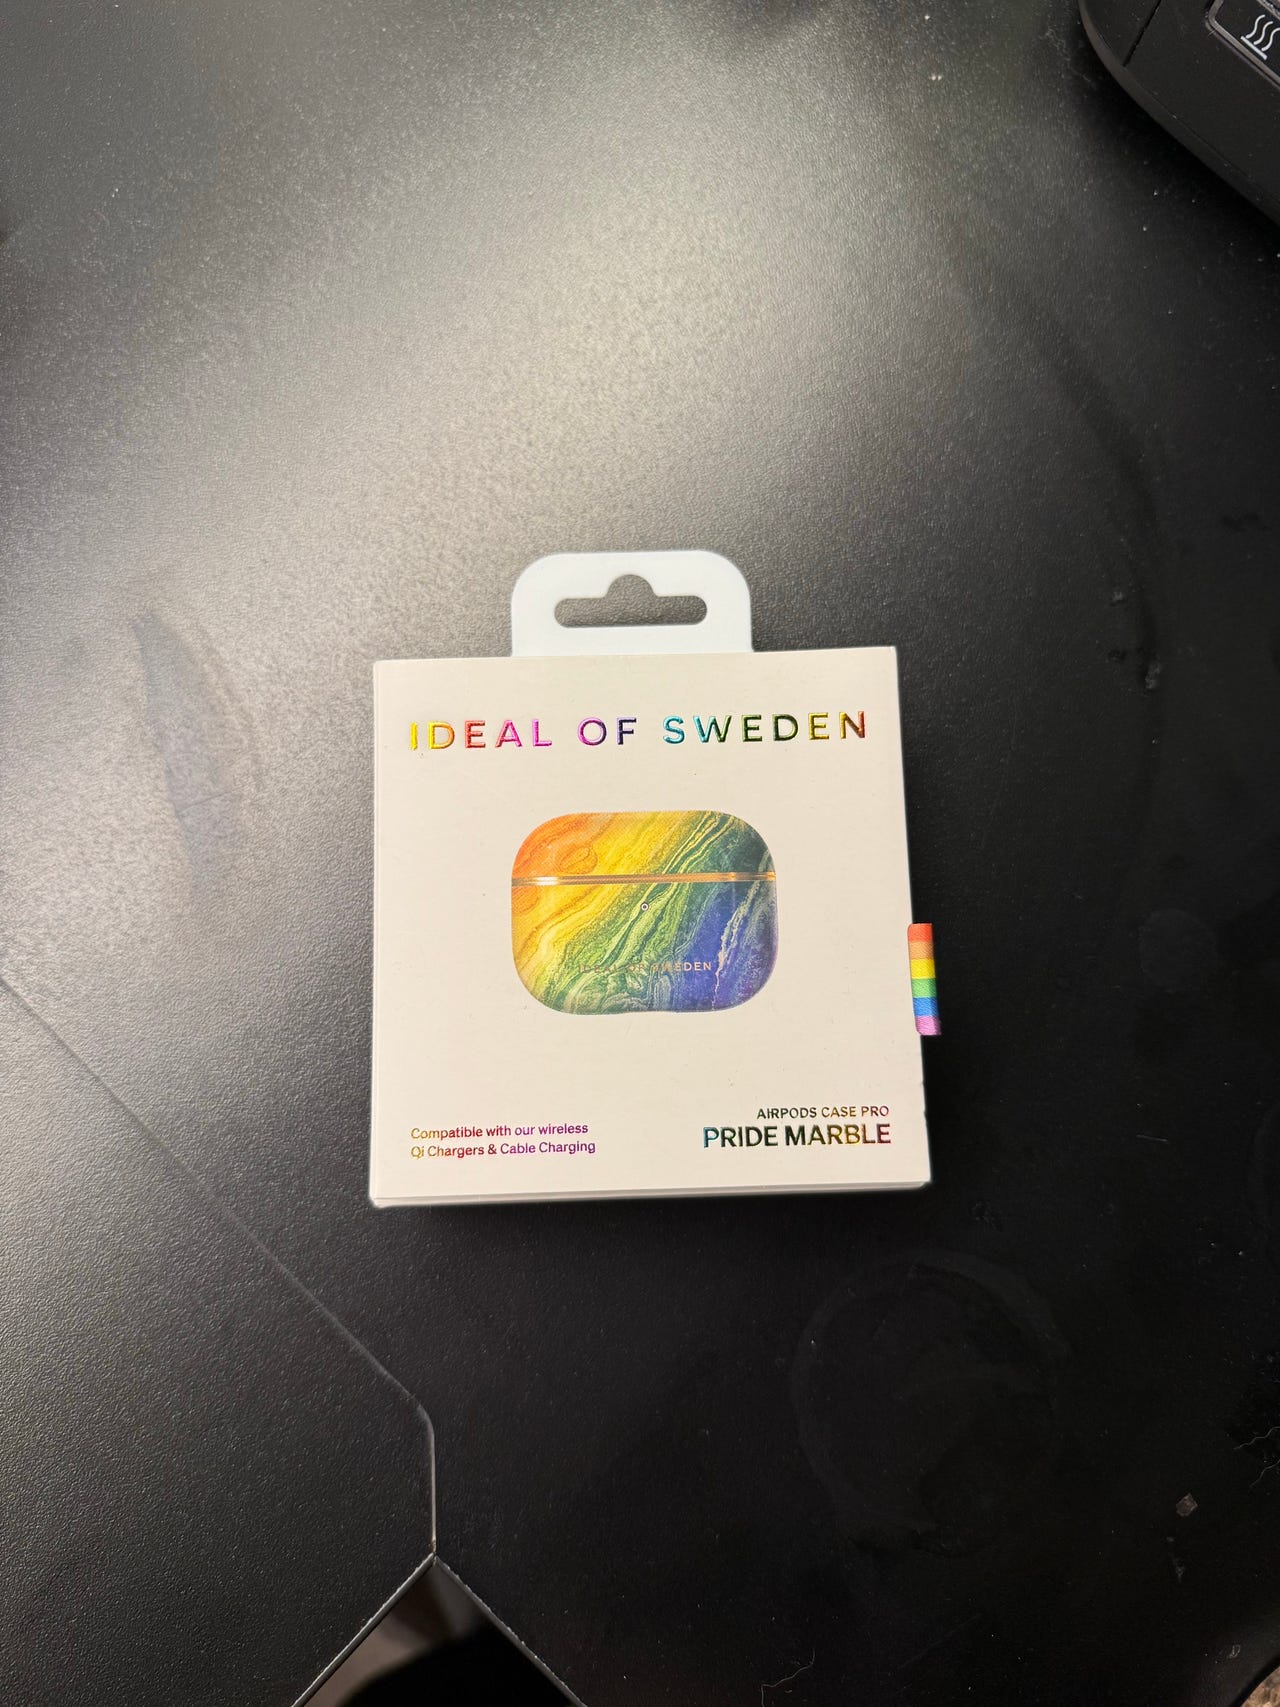 IDEAL OF SWEDEN
IDEAL OF SWEDEN
Compatible with our wireless
Qi Chargers & Cable Charging
AIRPODS CASE PRO
PRIDE MARBLE